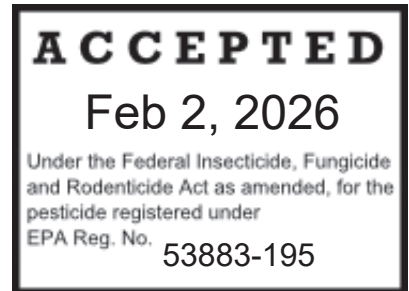 ACCEPTED
Feb 2, 2026
Under the Federal Insecticide, Fungicide
and Rodenticide Act as amended, for the
pesticide registered under
EPA Reg. No. 53883-195